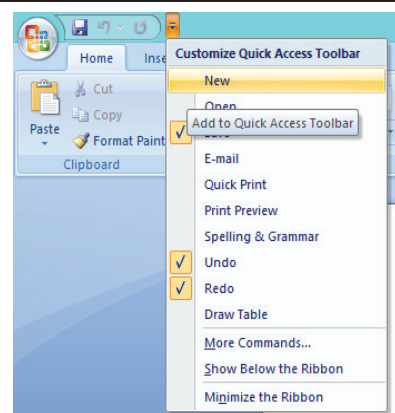 Customize Quick Access Toolbar
Home
New
Cut
Open
Copy
Add to Quick Access Toolbar
Paste
Format Paint
E-mail
Clipboard
Quick Print
Print Preview
Spelling & Grammar
Undo
Redo
Draw Table
More Commands...
Show Below the Ribbon
Minimize the Ribbon